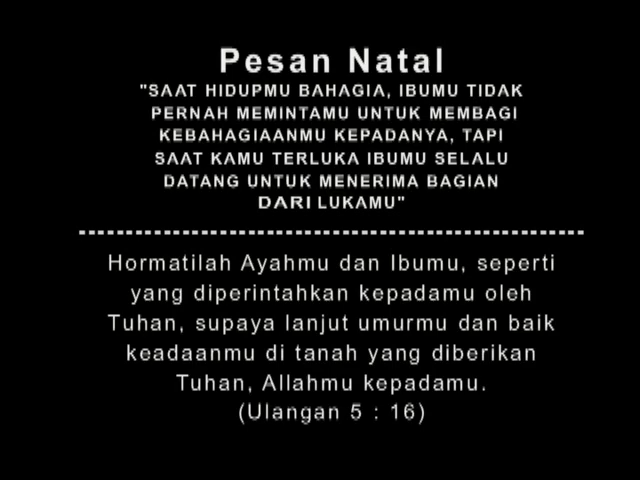 Pesan Natal
"SAAT HIDUPMU BAHAGIA, IBUMU TIDAK
PERNAH MEMINTAMU UNTUK MEMBAGI
KEBAHAGIAANMU KEPADANYA, TAPI
SAAT KAMU TERLUKA IBUMU SELALU
DATANG UNTUK MENERIMA BAGIAN
DARI LUKAMU"
Hormatilah Ayahmu dan Ibumu, seperti
yang diperintahkan kepadamu oleh
Tuhan, supaya lanjut umurmu dan baik
keadaanmu di tanah yang diberikan
Tuhan, Allahmu kepadamu.
(Ulangan 5 : 16)